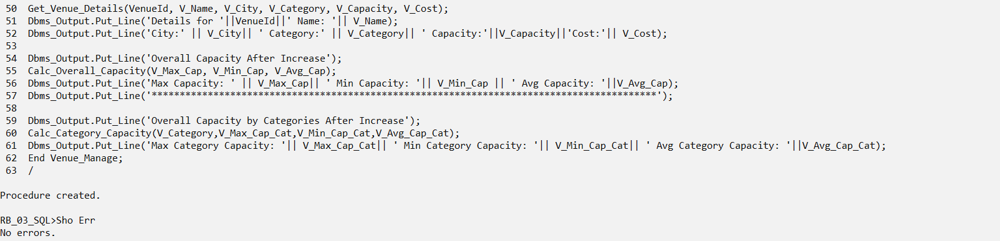 50  Get_Venue_Details(VenueId, V_Name, V_City, V_Category, V_Capacity, V_Cost);
51  Dbms_Output.Put_Line('Details for '||VenueId||' Name: '|| V_Name);
52  Dbms_Output.Put_Line('City:' || V_City|| ' Category:' || V_Category|| ' Capacity:'||V_Capacity||'Cost:'|| V_Cost);
53
54  Dbms_Output.Put_Line('Overall Capacity After Increase');
55  Calc_Overall_Capacity(V_Max_Cap, V_Min_Cap, V_Avg_Cap);
56  Dbms_Output.Put_Line('Max Capacity: ' || V_Max_Cap|| ' Min Capacity: '|| V_Min_Cap || ' Avg Capacity: '||V_Avg_Cap);
57  Dbms_Output.Put_Line('******************************************************************************************');
58
59  Dbms_Output.Put_Line('Overall Capacity by Categories After Increase');
60  Calc_Category_Capacity(V_Category,V_Max_Cap_Cat,V_Min_Cap_Cat,V_Avg_Cap_Cat);
61  Dbms_Output.Put_Line('Max Category Capacity: '|| V_Max_Cap_Cat|| ' Min Category Capacity: '|| V_Min_Cap_Cat|| ' Avg Category Capacity: '||V_Avg_Cap_Cat);
62  End Venue_Manage;
63  /
Procedure created.
RB_03_SQL>Sho Err
No errors.